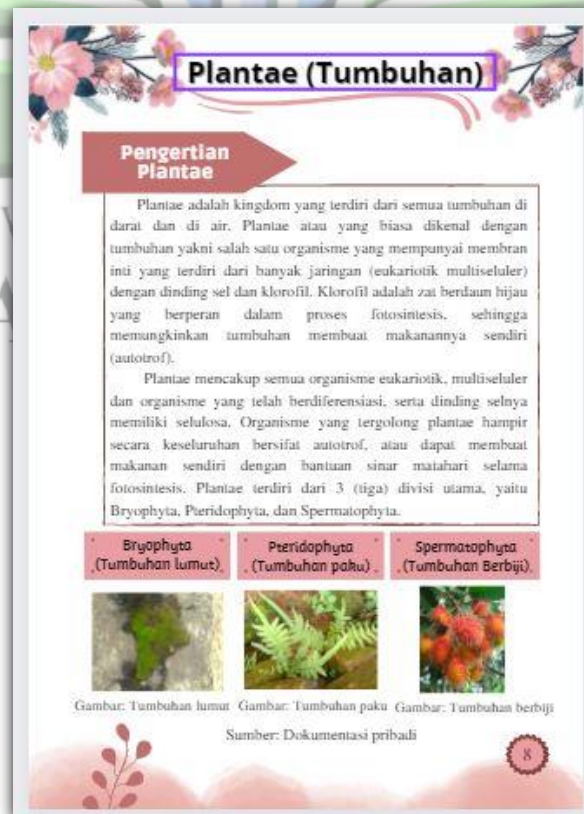 Plantae (Tumbuhan)
Pengertian
Plantae
Plantae adalah kingdom yang terdiri dari semua tumbuhan di
darat dan di air. Plantae atau yang biasa dikenal dengan
tumbuhan yakni salah satu organisme yang mempunyai membran
inti yang terdiri dari banyak jaringan (eukariotik multiseluler)
dengan dinding sel dan klorofil. Klorofil adalah zat berdaun hijau
yang berperan dalam proses fotosintesis, sehingga
memungkinkan tumbuhan membuat makanannya sendiri
(autotrof).
Plantae mencakup semua organisme eukariotik, multiseluler
dan organisme yang telah berdiferensiasi, serta dinding selnya
memiliki selulosa. Organisme yang tergolong plantae hampir
secara keseluruhan bersifat autotrof, atau dapat membuat
makanan sendiri dengan bantuan sinar matahari selama
fotosintesis. Plantae terdiri dari 3 (tiga) divisi utama, yaitu
Bryophyta, Pteridophyta, dan Spermatophyta.
Bryophyta
(Tumbuhan lumut)
Pteridophyta
(Tumbuhan paku)
Spermatophyta
(Tumbuhan Berbiji)
Gambar: Tumbuhan lumut
Gambar: Tumbuhan paku
Gambar: Tumbuhan berbiji
Sumber: Dokumentasi pribadi
8